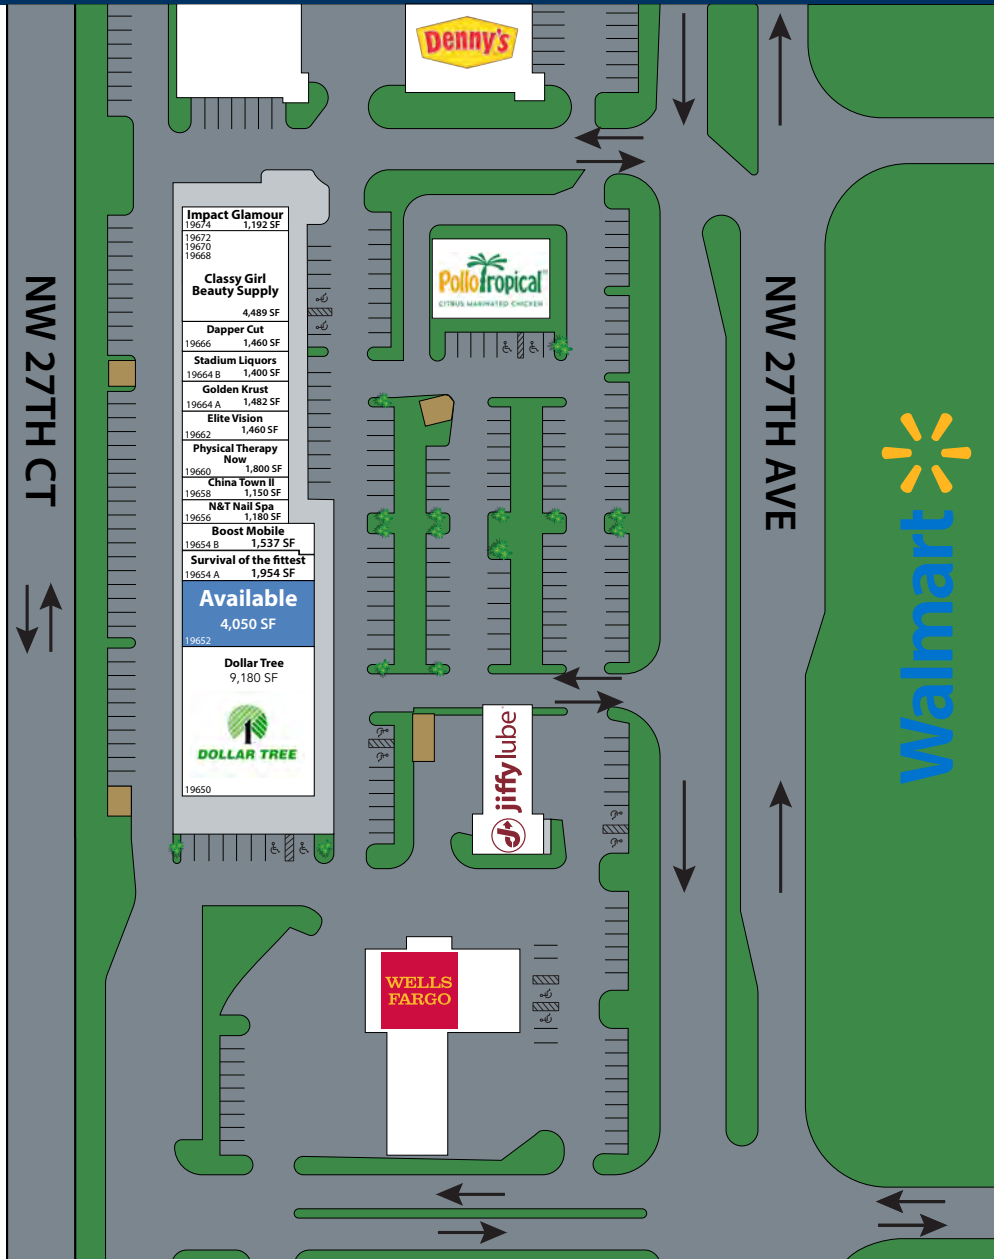 Denny's
Impact Glamour
19674 1,192 SF
19672
19670
19668
Classy Girl
Beauty Supply
4,489 SF
Dapper Cut
19666 1,460 SF
Stadium Liquors
19664 B 1,400 SF
Golden Krust
19664 A 1,482 SF
Elite Vision
1,460 SF
19662
Physical Therapy
Now
19660 1,800 SF
China Town II
19658 1,150 SF
N&T Nail Spa
19656 1,180 SF
Boost Mobile
19654 B 1,537 SF
Survival of the fittest
19654 A 1,954 SF
Available
4,050 SF
19652
Dollar Tree
9,180 SF
1
DOLLAR TREE
19650
Pollo Tropical
CITRUS MARINATED CHICKEN
jiffy lube
WELLS
FARGO
NW 27TH CT
NW 27TH AVE
Walmart